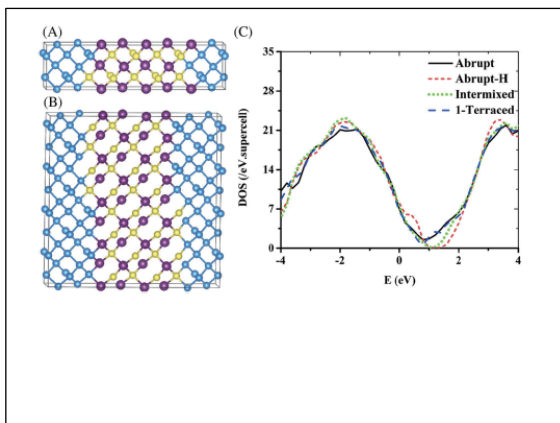 (A)
(B)
(C)
35
28
21
14
7
0
DOS (/eV.supercell)
Abrupt
Abrupt-H
Intermixed
1-Terraced
-4
-2
0
2
4
E (eV)